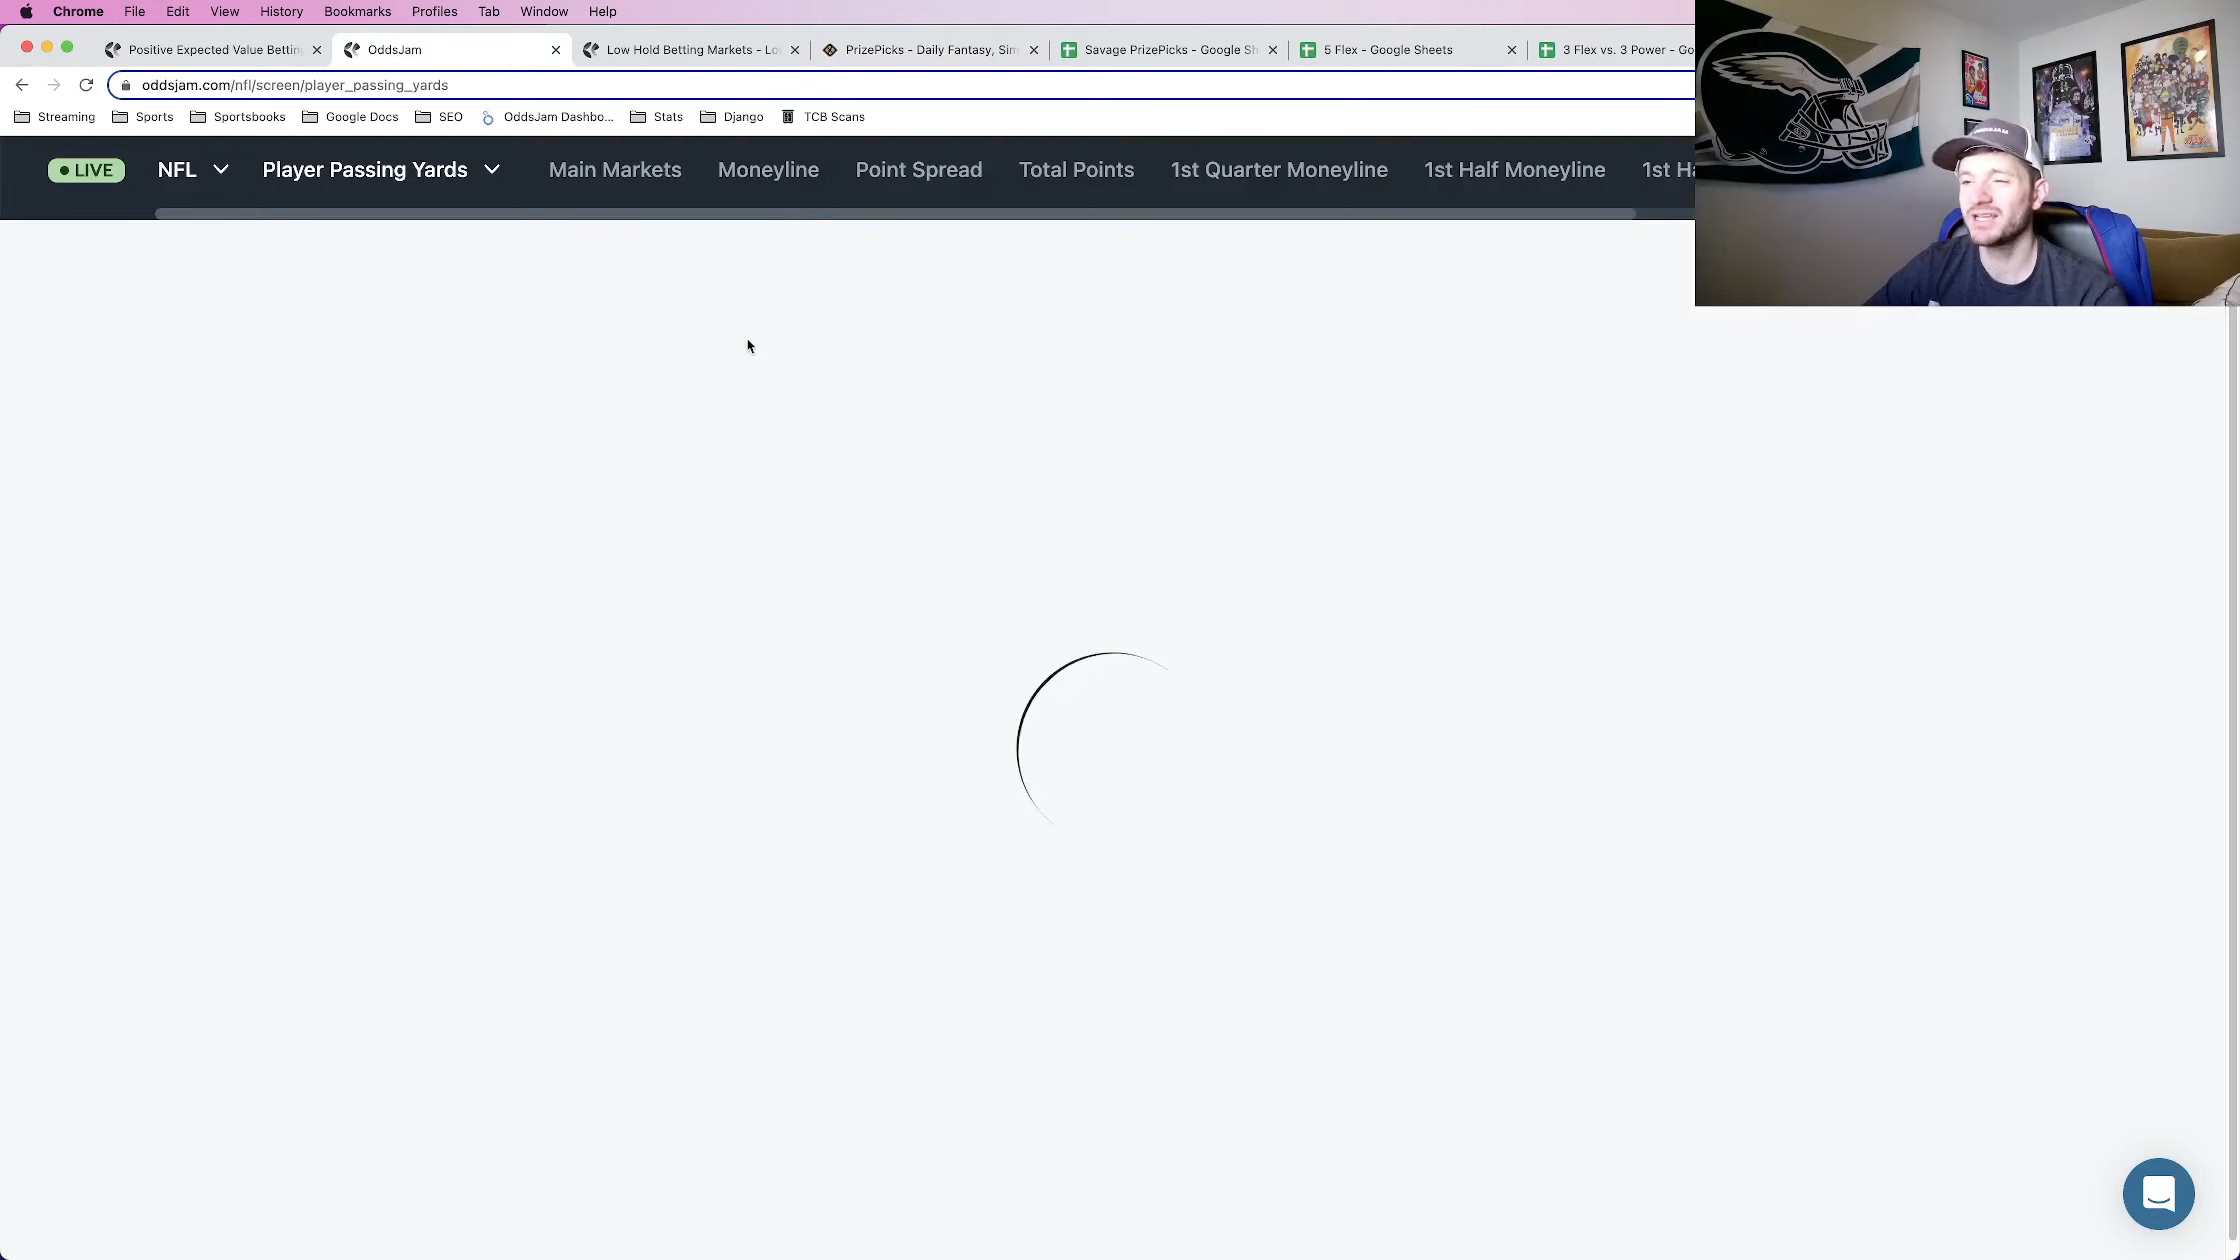 Chrome File Edit View History Bookmarks Profiles Tab Window Help
Positive Expected Value Betting OddsJam Low Hold Betting Markets - Lo PrizePicks - Daily Fantasy, Sim Savage PrizePicks - Google Sh 5 Flex - Google Sheets 3 Flex vs. 3 Power - Go
oddsjam.com/nfl/screen/player_passing_yards
Streaming Sports Sportsbooks Google Docs SEO OddsJam Dashbo... Stats Django TCB Scans
LIVE NFL Player Passing Yards Main Markets Moneyline Point Spread Total Points 1st Quarter Moneyline 1st Half Moneyline 1st Ha